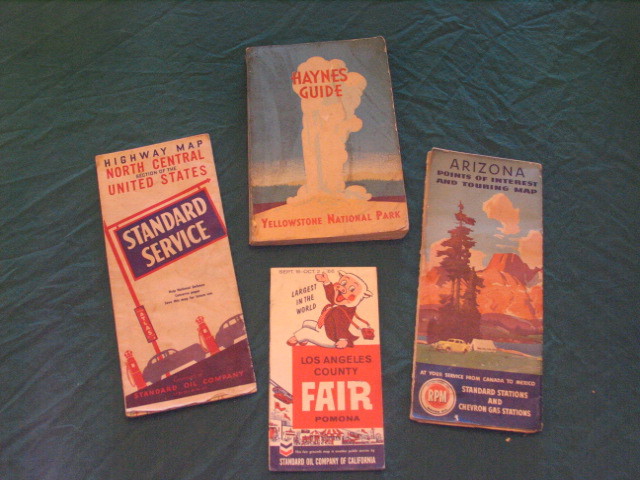 HAYNES
GUIDE
YELLOWSTONE NATIONAL PARK
HIGHWAY MAP
NORTH CENTRAL
SECTION OF THE
UNITED STATES
STANDARD
SERVICE
STANDARD OIL COMPANY
ARIZONA
POINTS OF INTEREST
AND TOURING MAP
AT YOUR SERVICE FROM CANADA TO MEXICO
RPM
STANDARD STATIONS
AND
CHEVRON GAS STATIONS
LARGEST
IN THE
WORLD
LOS ANGELES
COUNTY
FAIR
POMONA
STANDARD OIL COMPANY OF CALIFORNIA